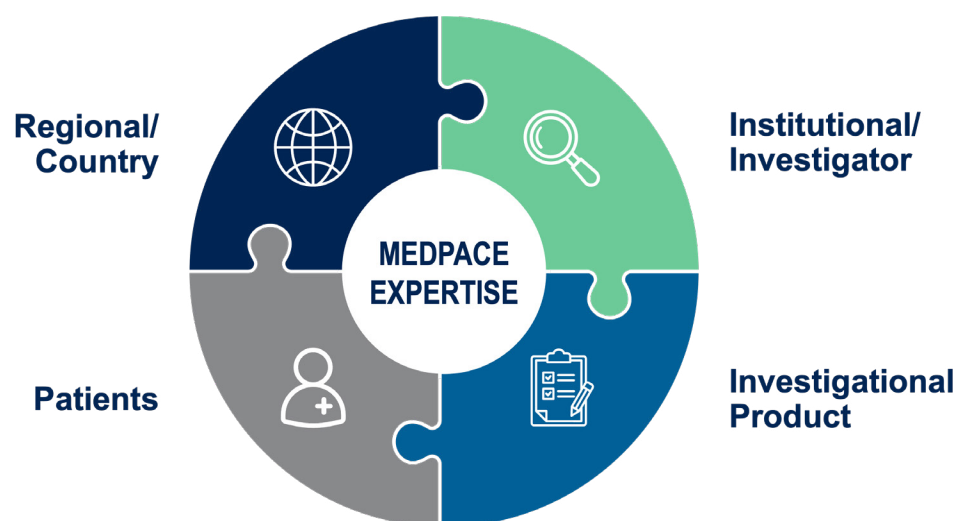 Regional/
Country
Institutional/
Investigator
MEDPACE
EXPERTISE
Patients
Investigational
Product